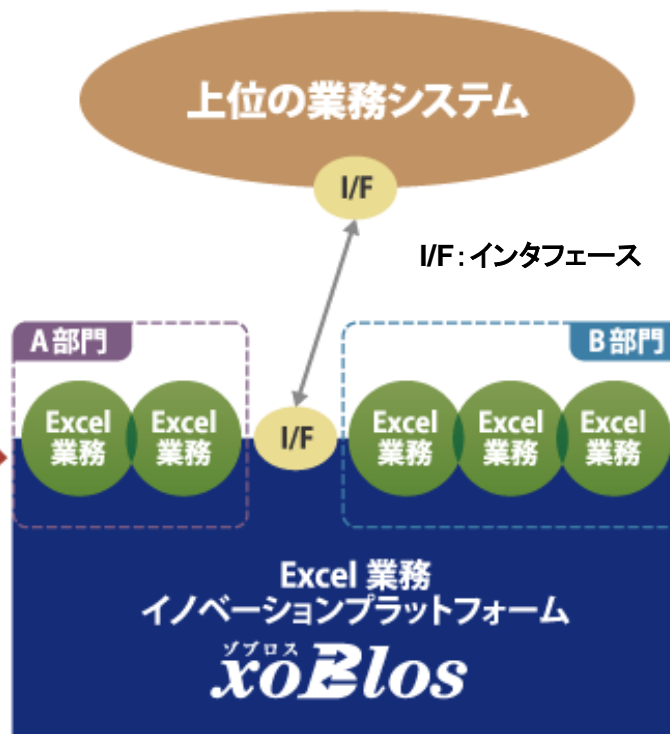 上位の業務システム
I/F
I/F：インタフェース
A部門
B部門
Excel
業務
Excel
業務
I/F
Excel
業務
Excel
業務
Excel
業務
Excel 業務
イノベーションプラットフォーム
ゾブロス
xoBlos